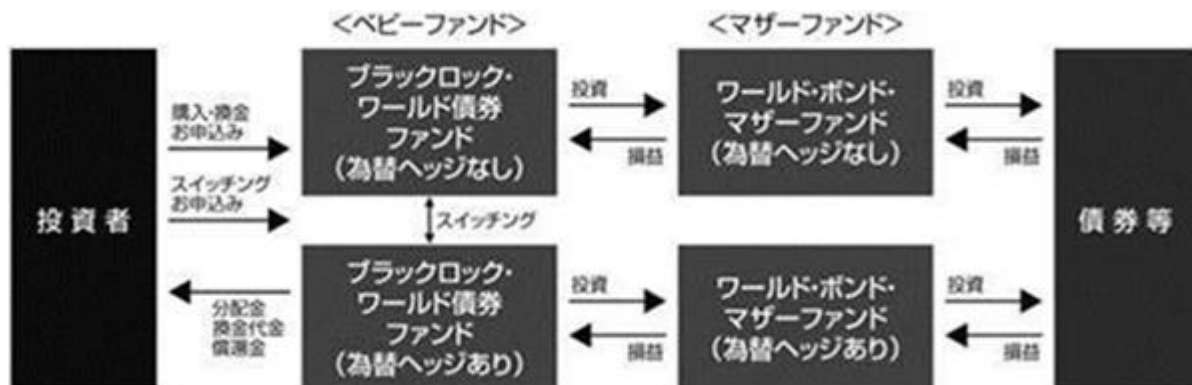 ＜ベビーファンド＞
＜マザーファンド＞
投資者
購入・換金
お申込み
スイッチング
お申込み
分配金
換金代金
償還金
ブラックロック・
ワールド債券
ファンド
（為替ヘッジなし）
スイッチング
ブラックロック・
ワールド債券
ファンド
（為替ヘッジあり）
投資
損益
投資
損益
ワールド・ボンド・
マザーファンド
（為替ヘッジなし）
ワールド・ボンド・
マザーファンド
（為替ヘッジあり）
投資
損益
投資
損益
債券等